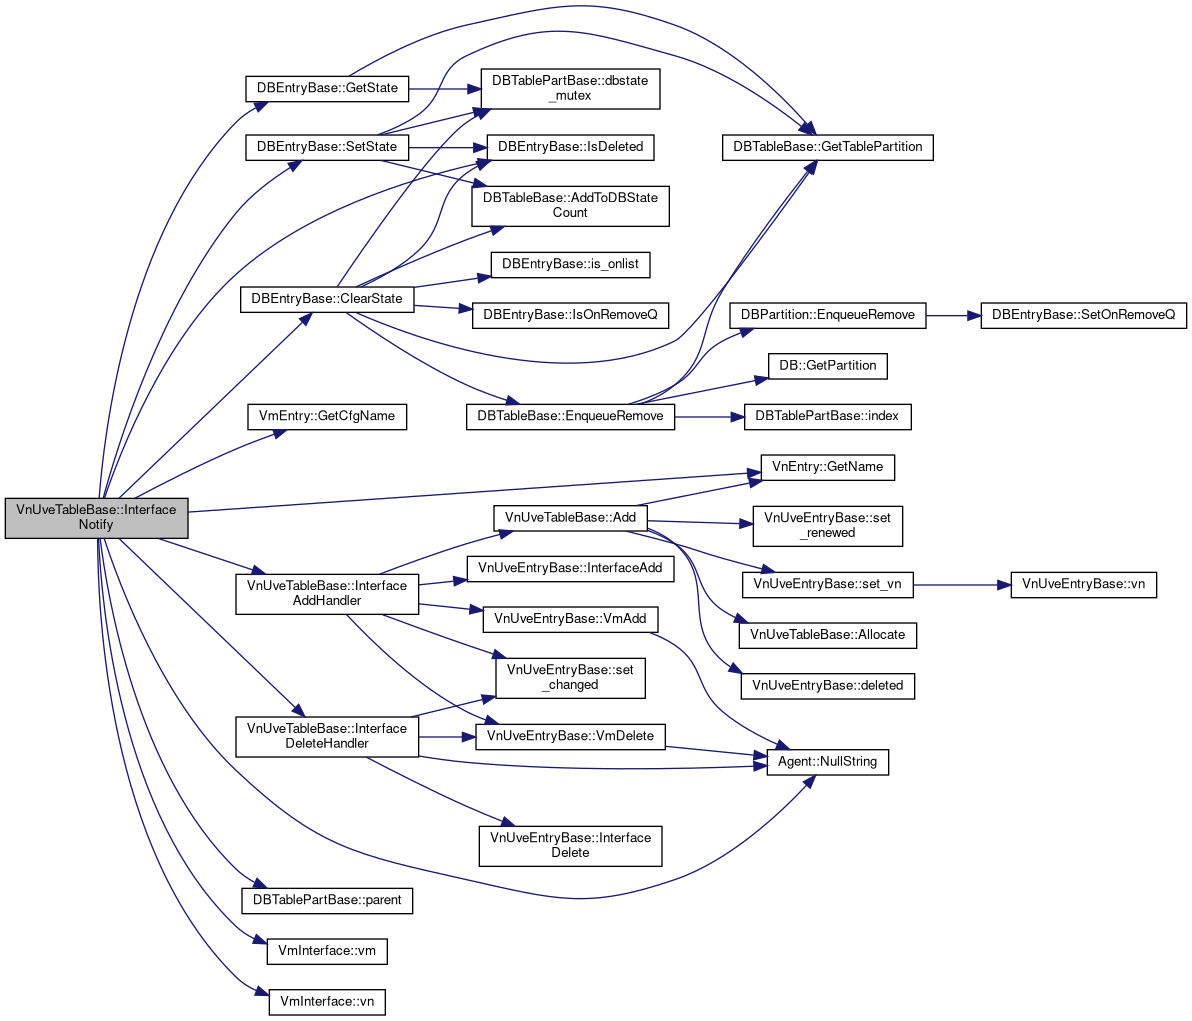 DBEntryBase::GetState
DBTablePartBase::dbstate
_mutex
DBEntryBase::SetState
DBEntryBase::IsDeleted
DBTableBase::GetTablePartition
DBTableBase::AddToDBState
Count
DBEntryBase::is_onlist
DBEntryBase::ClearState
DBEntryBase::IsOnRemoveQ
DBPartition::EnqueueRemove
DBEntryBase::SetOnRemoveQ
DB::GetPartition
VmEntry::GetCfgName
DBTableBase::EnqueueRemove
DBTablePartBase::index
VnEntry::GetName
VnUveTableBase::Interface
Notify
VnUveTableBase::Add
VnUveEntryBase::set
_renewed
VnUveTableBase::Interface
AddHandler
VnUveEntryBase::InterfaceAdd
VnUveEntryBase::set_vn
VnUveEntryBase::vn
VnUveEntryBase::VmAdd
VnUveTableBase::Allocate
VnUveEntryBase::set
_changed
VnUveEntryBase::deleted
VnUveTableBase::Interface
DeleteHandler
VnUveEntryBase::VmDelete
Agent::NullString
VnUveEntryBase::Interface
Delete
DBTablePartBase::parent
VmInterface::vm
VmInterface::vn